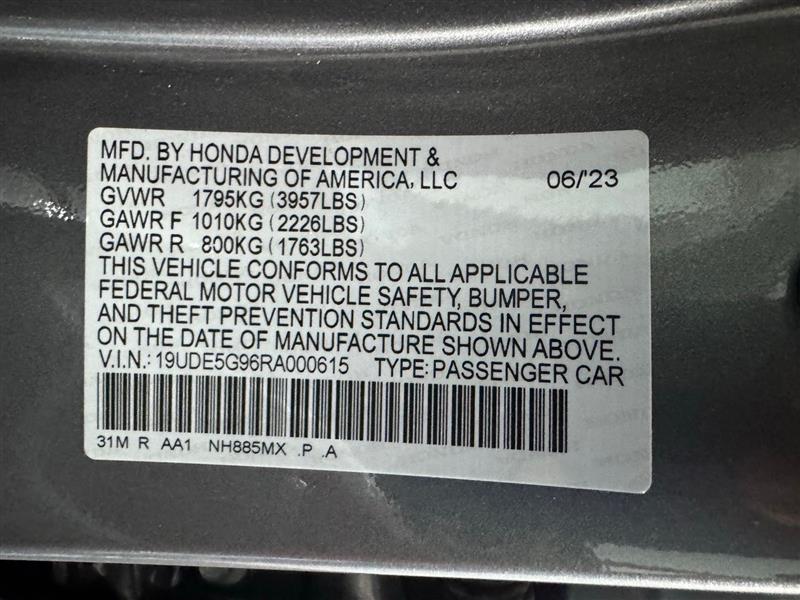 MFD. BY HONDA DEVELOPMENT &
MANUFACTURING OF AMERICA, LLC 06/'23
GVWR 1795KG (3957LBS)
GAWR F 1010KG (2226LBS)
GAWR R 800KG (1763LBS)
THIS VEHICLE CONFORMS TO ALL APPLICABLE
FEDERAL MOTOR VEHICLE SAFETY, BUMPER,
AND THEFT PREVENTION STANDARDS IN EFFECT
ON THE DATE OF MANUFACTURE SHOWN ABOVE.
V.I.N.: 19UDE5G96RA000615 TYPE: PASSENGER CAR
31M R AA1 NH885MX .P .A